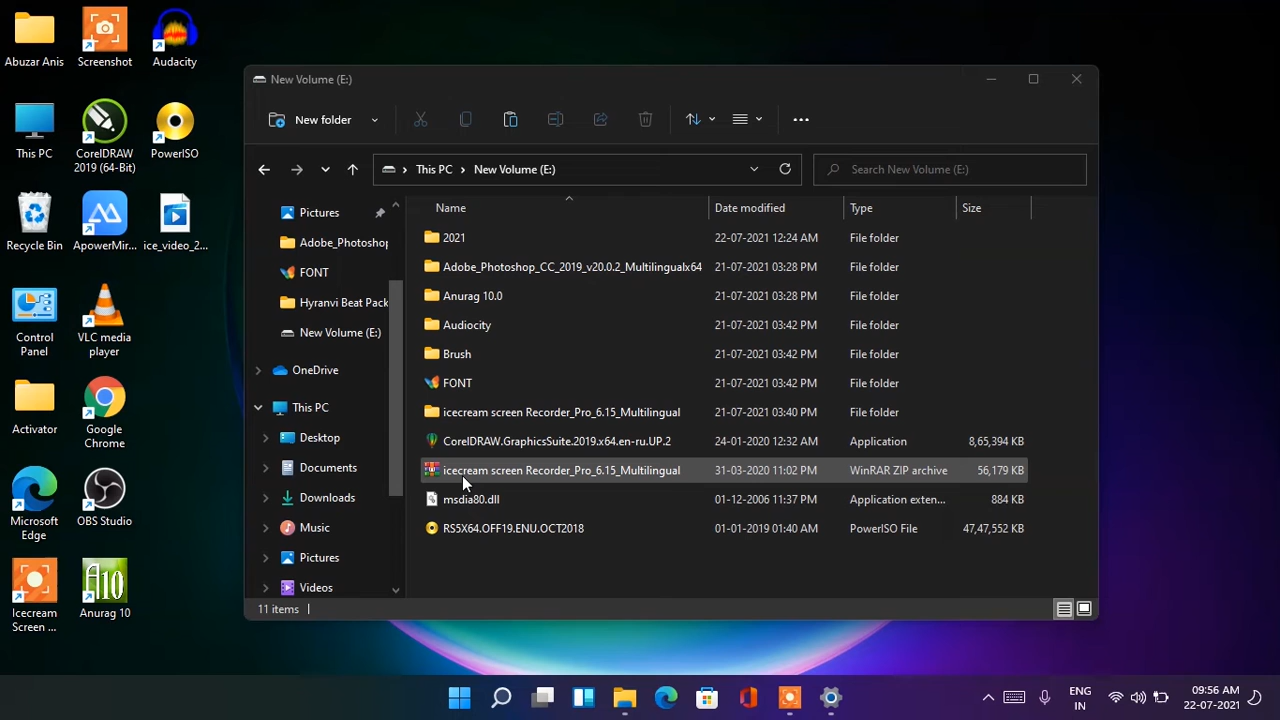 Abuzar Anis
Screenshot
Audacity
This PC
CorelDRAW
2019 (64-Bit)
PowerISO
Recycle Bin
ApowerMir...
ice_video_2...
Control
Panel
VLC media
player
Activator
Google
Chrome
Microsoft
Edge
OBS Studio
Icecream
Screen ...
A10
Anurag 10
New Volume (E:)
New folder
This PC
New Volume (E:)
Search New Volume (E:)
Pictures
Adobe_Photoshop
FONT
Hyranvi Beat Pack
New Volume (E:)
OneDrive
This PC
Desktop
Documents
Downloads
Music
Pictures
Videos
Name Date modified Type Size
2021 22-07-2021 12:24 AM File folder
Adobe_Photoshop_CC_2019_v20.0.2_Multilingualx64 21-07-2021 03:28 PM File folder
Anurag 10.0 21-07-2021 03:28 PM File folder
Audiocity 21-07-2021 03:42 PM File folder
Brush 21-07-2021 03:42 PM File folder
FONT 21-07-2021 03:42 PM File folder
icecream screen Recorder_Pro_6.15_Multilingual 21-07-2021 03:40 PM File folder
CorelDRAW.GraphicsSuite.2019.x64.en-ru.UP.2 24-01-2020 12:32 AM Application 8,65,394 KB
icecream screen Recorder_Pro_6.15_Multilingual 31-03-2020 11:02 PM WinRAR ZIP archive 56,179 KB
msdia80.dll 01-12-2006 11:37 PM Application exten... 884 KB
RS5X64.OFF19.ENU.OCT2018 01-01-2019 01:40 AM PowerISO File 47,47,552 KB
11 items
ENG
IN
09:56 AM
22-07-2021